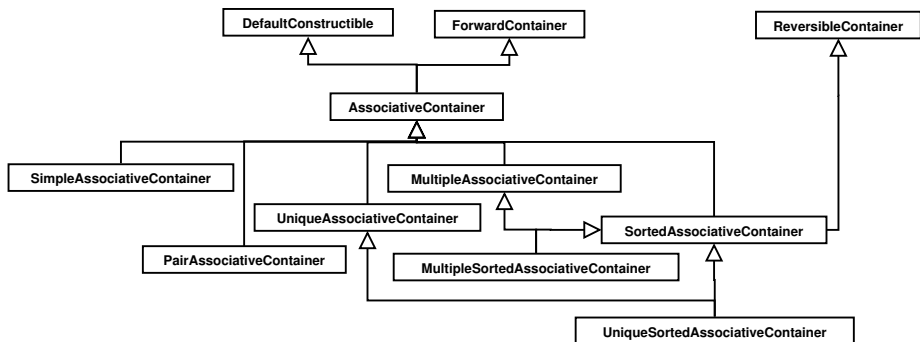 DefaultConstructible
ForwardContainer
ReversibleContainer
AssociativeContainer
SimpleAssociativeContainer
MultipleAssociativeContainer
UniqueAssociativeContainer
SortedAssociativeContainer
PairAssociativeContainer
MultipleSortedAssociativeContainer
UniqueSortedAssociativeContainer